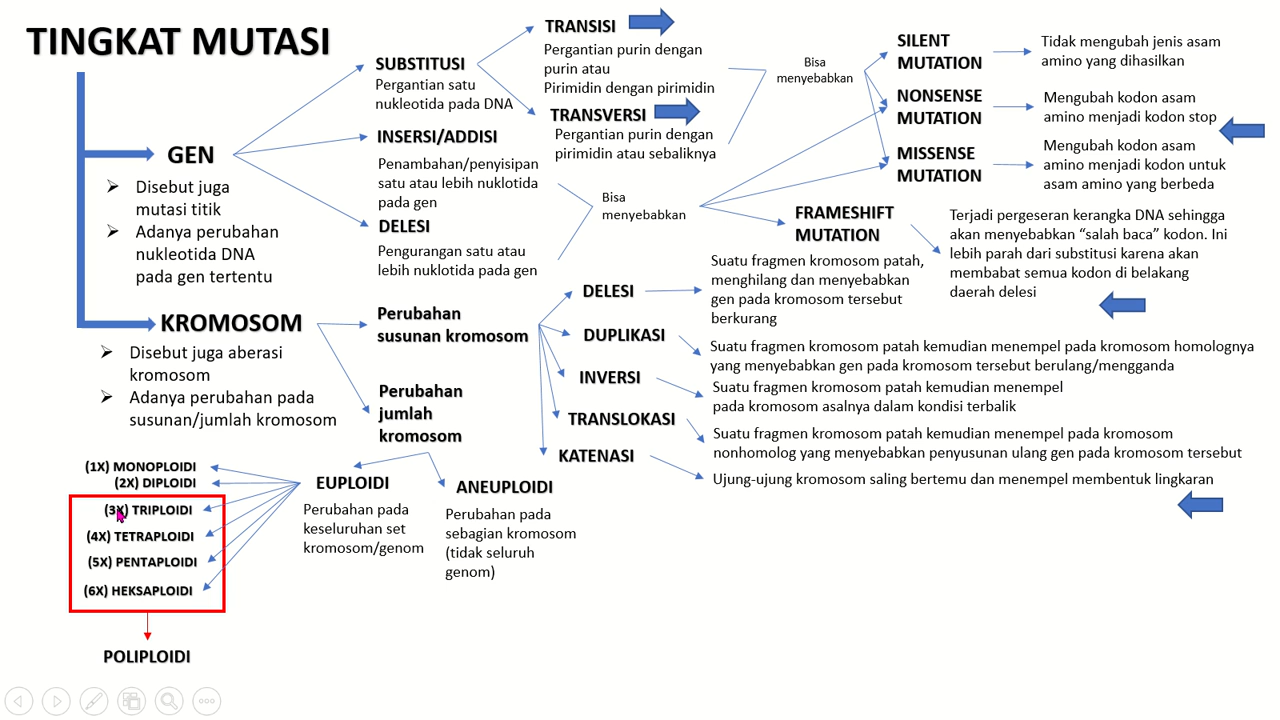 TINGKAT MUTASI
GEN
Disebut juga
mutasi titik
Adanya perubahan
nukleotida DNA
pada gen tertentu
SUBSTITUSI
Pergantian satu
nukleotida pada DNA
INSERSI/ADDISI
Penambahan/penyisipan
satu atau lebih nuklotida
pada gen
DELESI
Pengurangan satu atau
lebih nuklotida pada gen
TRANSISI
Pergantian purin dengan
purin atau
Pirimidin dengan pirimidin
TRANSVERSI
Pergantian purin dengan
pirimidin atau sebaliknya
Bisa
menyebabkan
Bisa
menyebabkan
SILENT
MUTATION
Tidak mengubah jenis asam
amino yang dihasilkan
NONSENSE
MUTATION
Mengubah kodon asam
amino menjadi kodon stop
MISSENSE
MUTATION
Mengubah kodon asam
amino menjadi kodon untuk
asam amino yang berbeda
FRAMESHIFT
MUTATION
Terjadi pergeseran kerangka DNA sehingga
akan menyebabkan “salah baca” kodon. Ini
lebih parah dari substitusi karena akan
membabat semua kodon di belakang
daerah delesi
KROMOSOM
Disebut juga aberasi
kromosom
Adanya perubahan pada
susunan/jumlah kromosom
Perubahan
susunan kromosom
DELESI
Suatu fragmen kromosom patah,
menghilang dan menyebabkan
gen pada kromosom tersebut
berkurang
DUPLIKASI
Suatu fragmen kromosom patah kemudian menempel pada kromosom homolognya
yang menyebabkan gen pada kromosom tersebut berulang/mengganda
INVERSI
Suatu fragmen kromosom patah kemudian menempel
pada kromosom asalnya dalam kondisi terbalik
TRANSLOKASI
Suatu fragmen kromosom patah kemudian menempel pada kromosom
nonhomolog yang menyebabkan penyusunan ulang gen pada kromosom tersebut
KATENASI
Ujung-ujung kromosom saling bertemu dan menempel membentuk lingkaran
Perubahan
jumlah
kromosom
EUPLOIDI
Perubahan pada
keseluruhan set
kromosom/genom
ANEUPLOIDI
Perubahan pada
sebagian kromosom
(tidak seluruh
genom)
(1X) MONOPLOIDI
(2X) DIPLOIDI
(3X) TRIPLOIDI
(4X) TETRAPLOIDI
(5X) PENTAPLOIDI
(6X) HEKSAPLOIDI
POLIPLOIDI